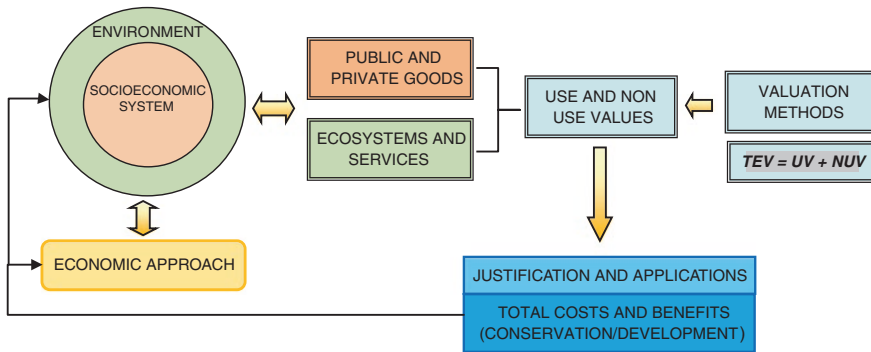 ENVIRONMENT
SOCIOECONOMIC
SYSTEM
ECONOMIC APPROACH
PUBLIC AND
PRIVATE GOODS
ECOSYSTEMS AND
SERVICES
USE AND NON
USE VALUES
VALUATION
METHODS
TEV = UV + NUV
JUSTIFICATION AND APPLICATIONS
TOTAL COSTS AND BENEFITS
(CONSERVATION/DEVELOPMENT)